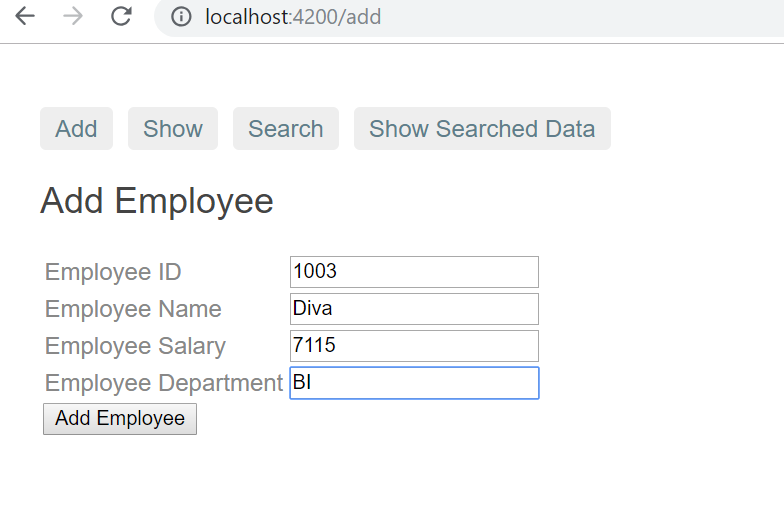 localhost:4200/add
Add Show Search Show Searched Data
Add Employee
Employee ID 1003
Employee Name Diva
Employee Salary 7115
Employee Department BI
Add Employee